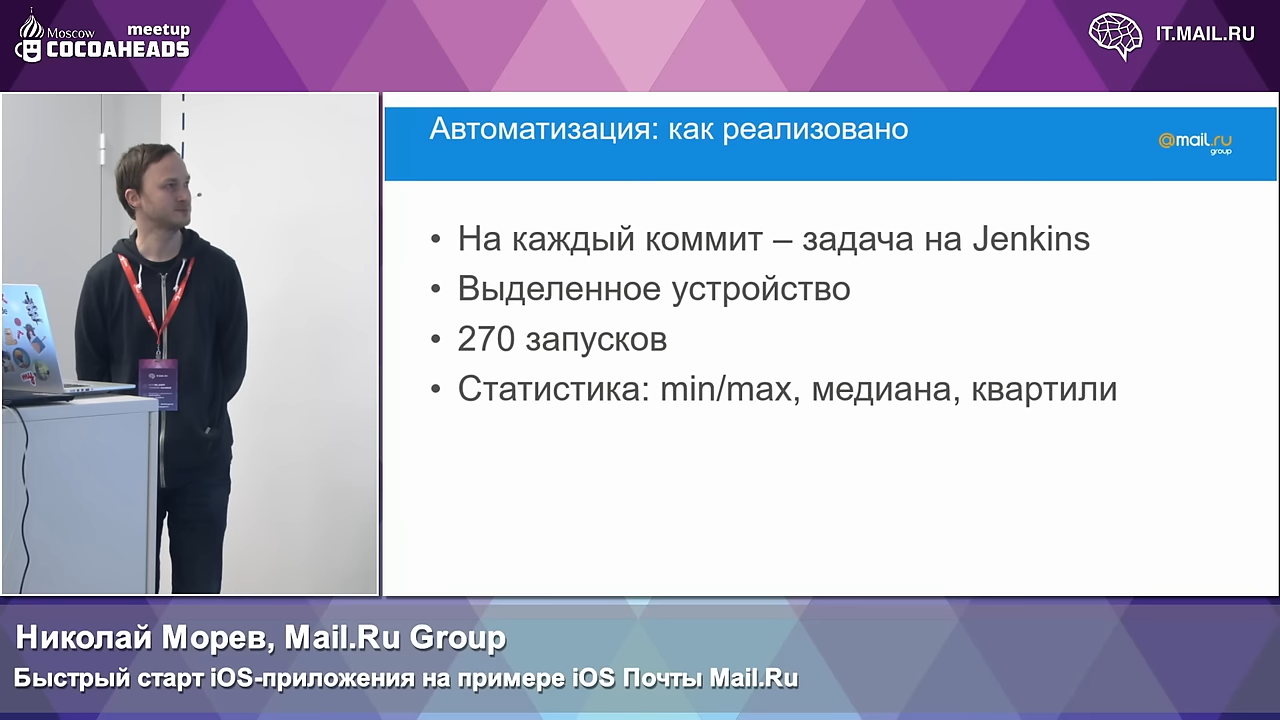 Moscow meetup
COCOAHEADS
IT.MAIL.RU
Автоматизация: как реализовано
@mail.ru
group
• На каждый коммит – задача на Jenkins
• Выделенное устройство
• 270 запусков
• Статистика: min/max, медиана, квартили
Николай Морев, Mail.Ru Group
Быстрый старт iOS-приложения на примере iOS Почты Mail.Ru